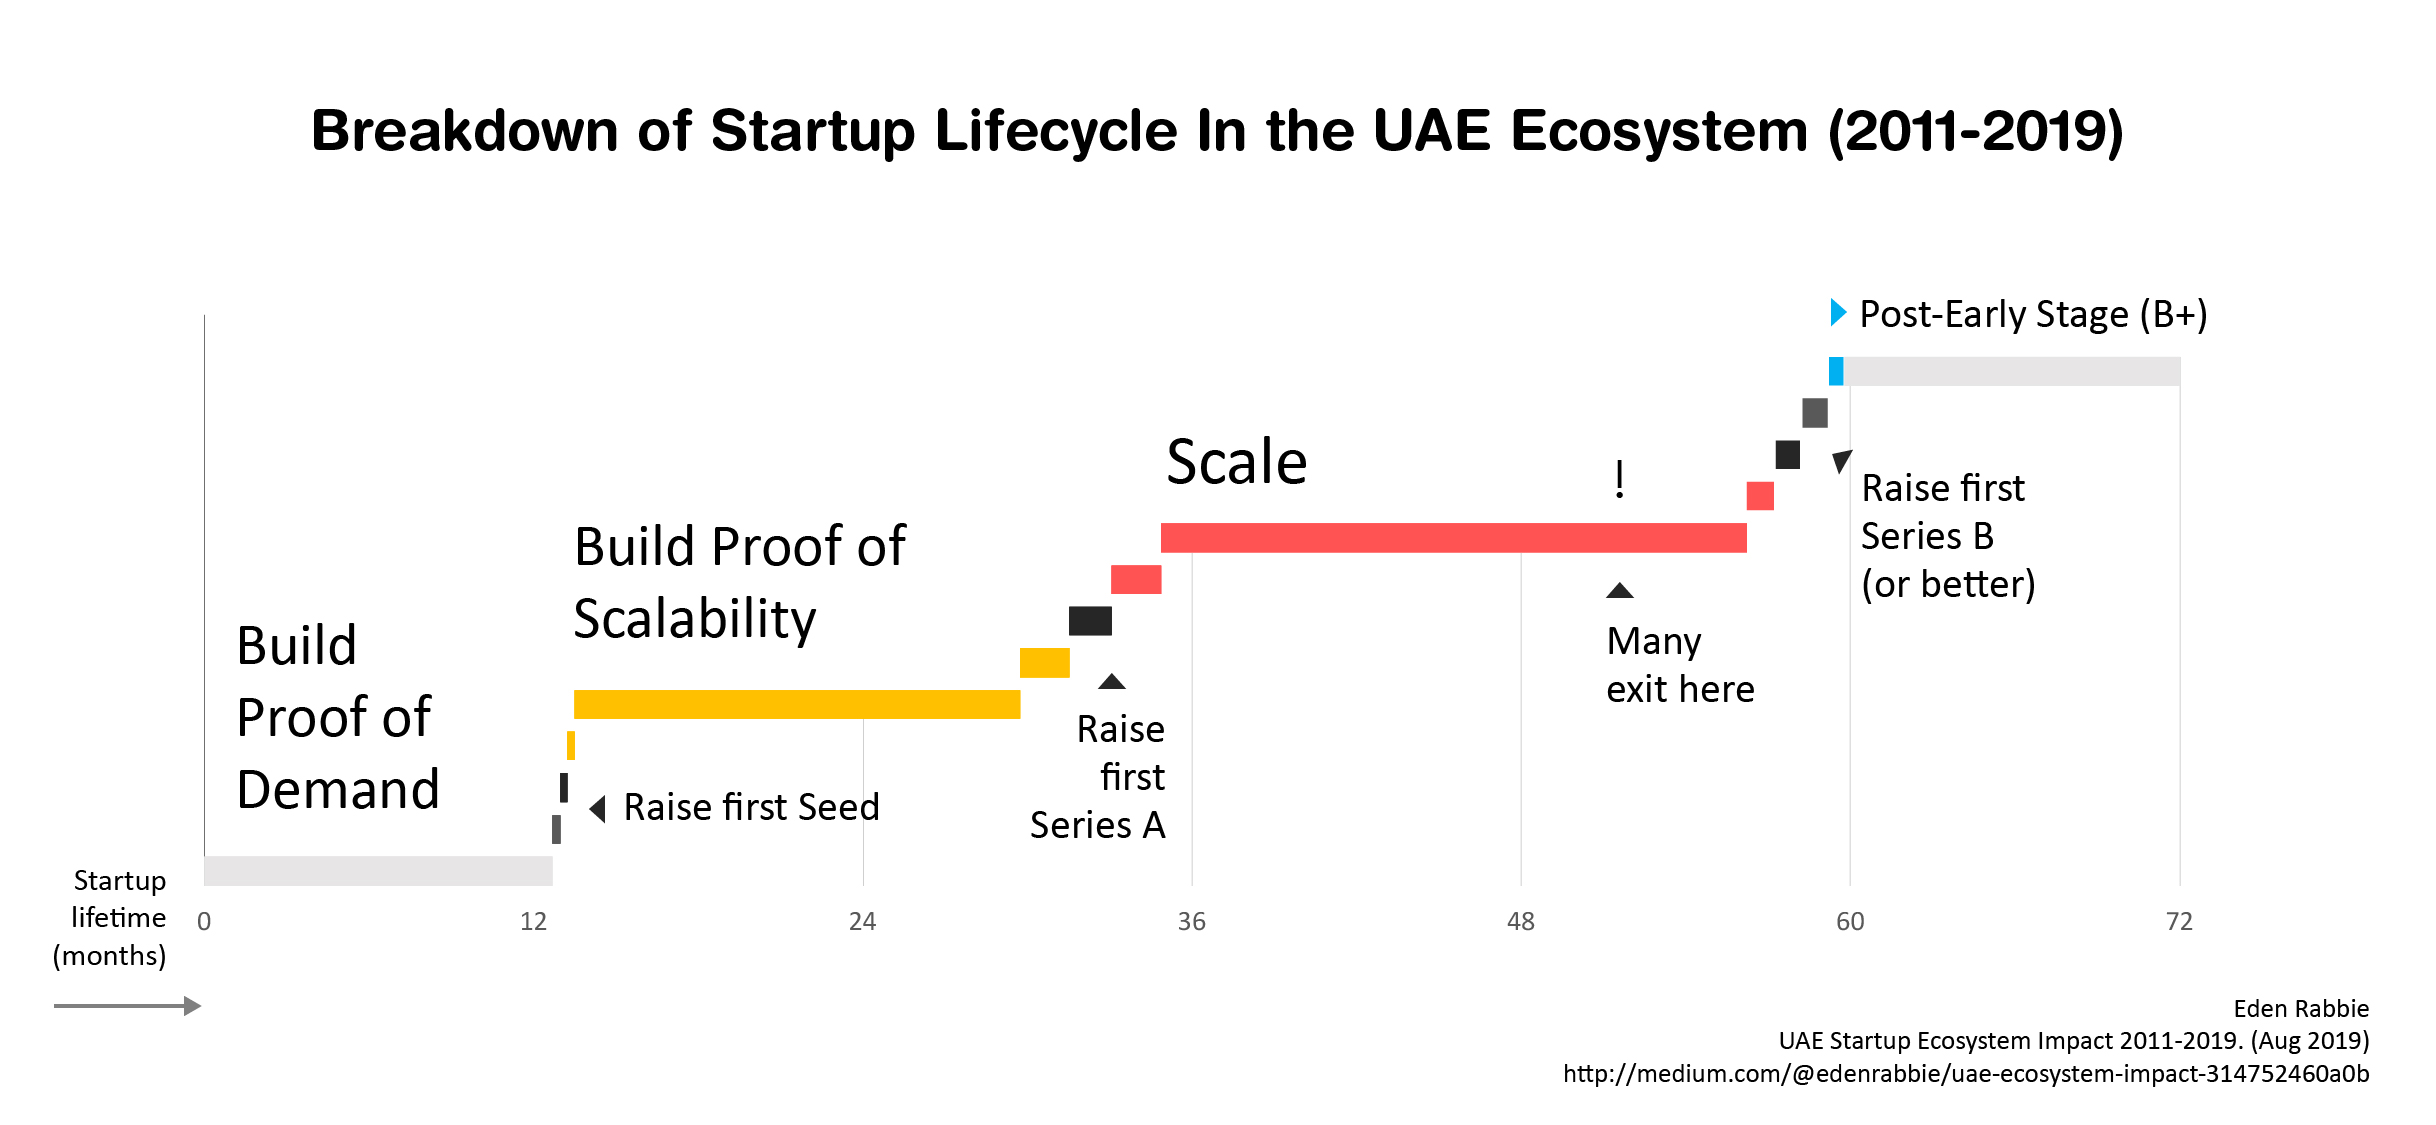 Breakdown of Startup Lifecycle In the UAE Ecosystem (2011-2019)
Post-Early Stage (B+)
Scale
!
Raise first
Series B
(or better)
Build Proof of
Scalability
Many
exit here
Build
Proof of
Demand
Raise
first
Series A
Raise first Seed
Startup
lifetime
(months)
0 12 24 36 48 60 72
Eden Rabbie
UAE Startup Ecosystem Impact 2011-2019. (Aug 2019)
http://medium.com/@edenrabbie/uae-ecosystem-impact-314752460a0b